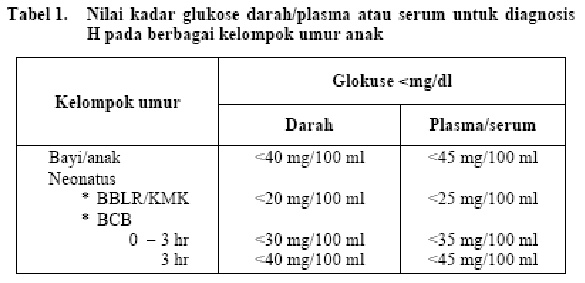 Tabel 1. Nilai kadar glukose darah/plasma atau serum untuk diagnosis
H pada berbagai kelompok umur anak
Kelompok umur
Glokuse <mg/dl
Darah Plasma/serum
Bayi/anak <40 mg/100 ml <45 mg/100 ml
Neonatus
* BBLR/KMK <20 mg/100 ml <25 mg/100 ml
* BCB
0 – 3 hr <30 mg/100 ml <35 mg/100 ml
3 hr <40 mg/100 ml <45 mg/100 ml